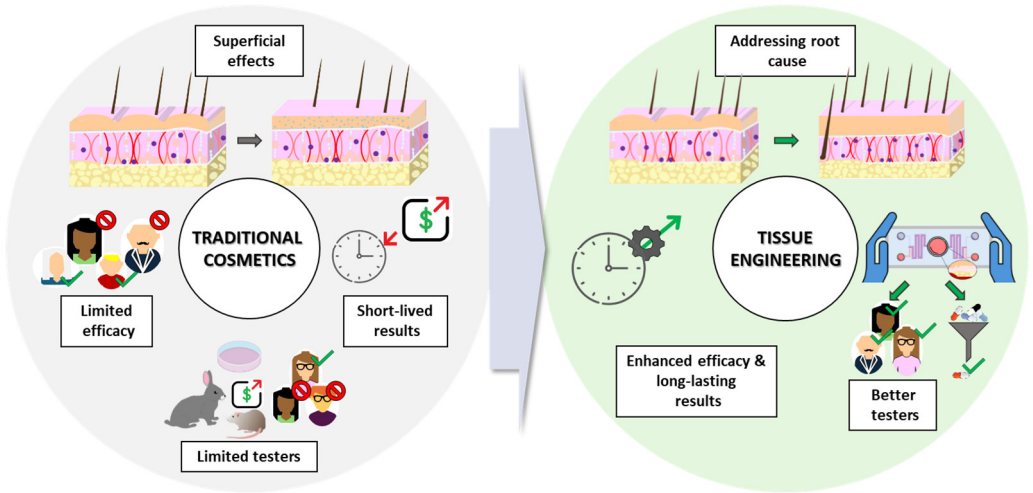 Superficial
effects
TRADITIONAL
COSMETICS
$
Limited
efficacy
Short-lived
results
$
Limited testers
Addressing root
cause
TISSUE
ENGINEERING
Enhanced efficacy &
long-lasting
results
Better
testers